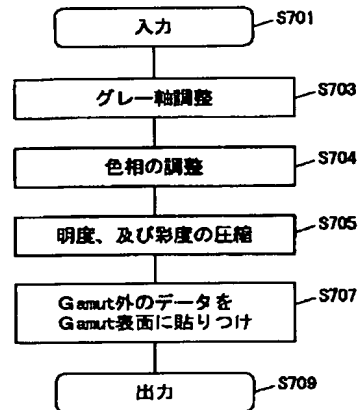 入力
S701
グレー軸調整
S703
色相の調整
S704
明度、及び彩度の圧縮
S705
Gamut外のデータを
Gamut表面に貼りつけ
S707
出力
S709